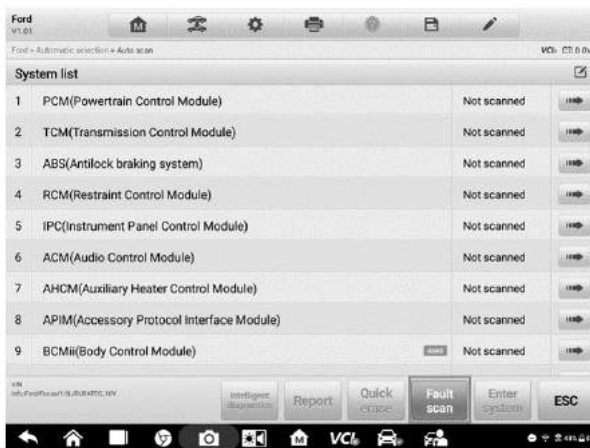 Ford
V1.01
Ford > Automatic selection > Auto scan
VCI
System list
1 PCM(Powertrain Control Module) Not scanned
2 TCM(Transmission Control Module) Not scanned
3 ABS(Antilock braking system) Not scanned
4 RCM(Restraint Control Module) Not scanned
5 IPC(Instrument Panel Control Module) Not scanned
6 ACM(Audio Control Module) Not scanned
7 AHCM(Auxiliary Heater Control Module) Not scanned
8 APIM(Accessory Protocol Interface Module) Not scanned
9 BCMii(Body Control Module) Not scanned
VIN
Intelligent diagnostics
Report
Quick erase
Fault scan
Enter system
ESC
VCI